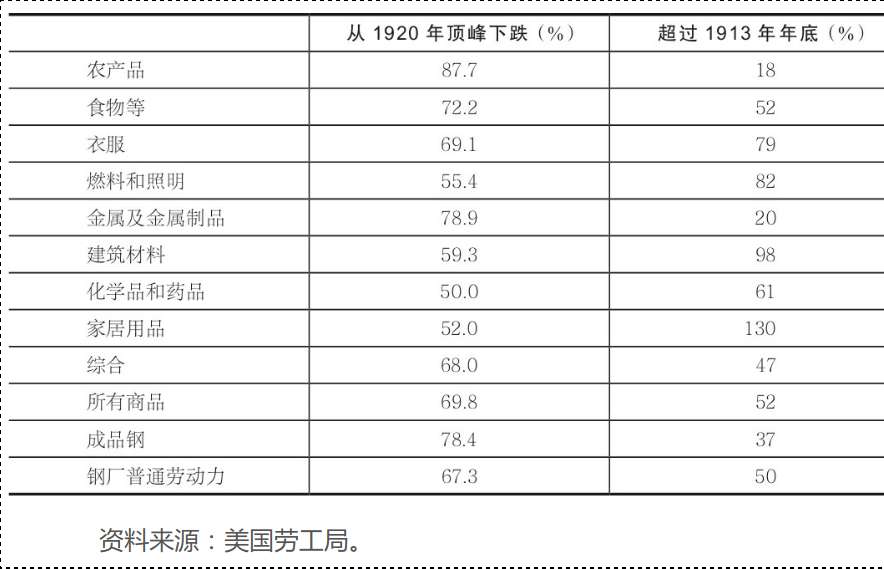 从 1920 年顶峰下跌（%） 超过 1913 年年底（%）
农产品 87.7 18
食物等 72.2 52
衣服 69.1 79
燃料和照明 55.4 82
金属及金属制品 78.9 20
建筑材料 59.3 98
化学品和药品 50.0 61
家居用品 52.0 130
综合 68.0 47
所有商品 69.8 52
成品钢 78.4 37
钢厂普通劳动力 67.3 50
资料来源：美国劳工局。